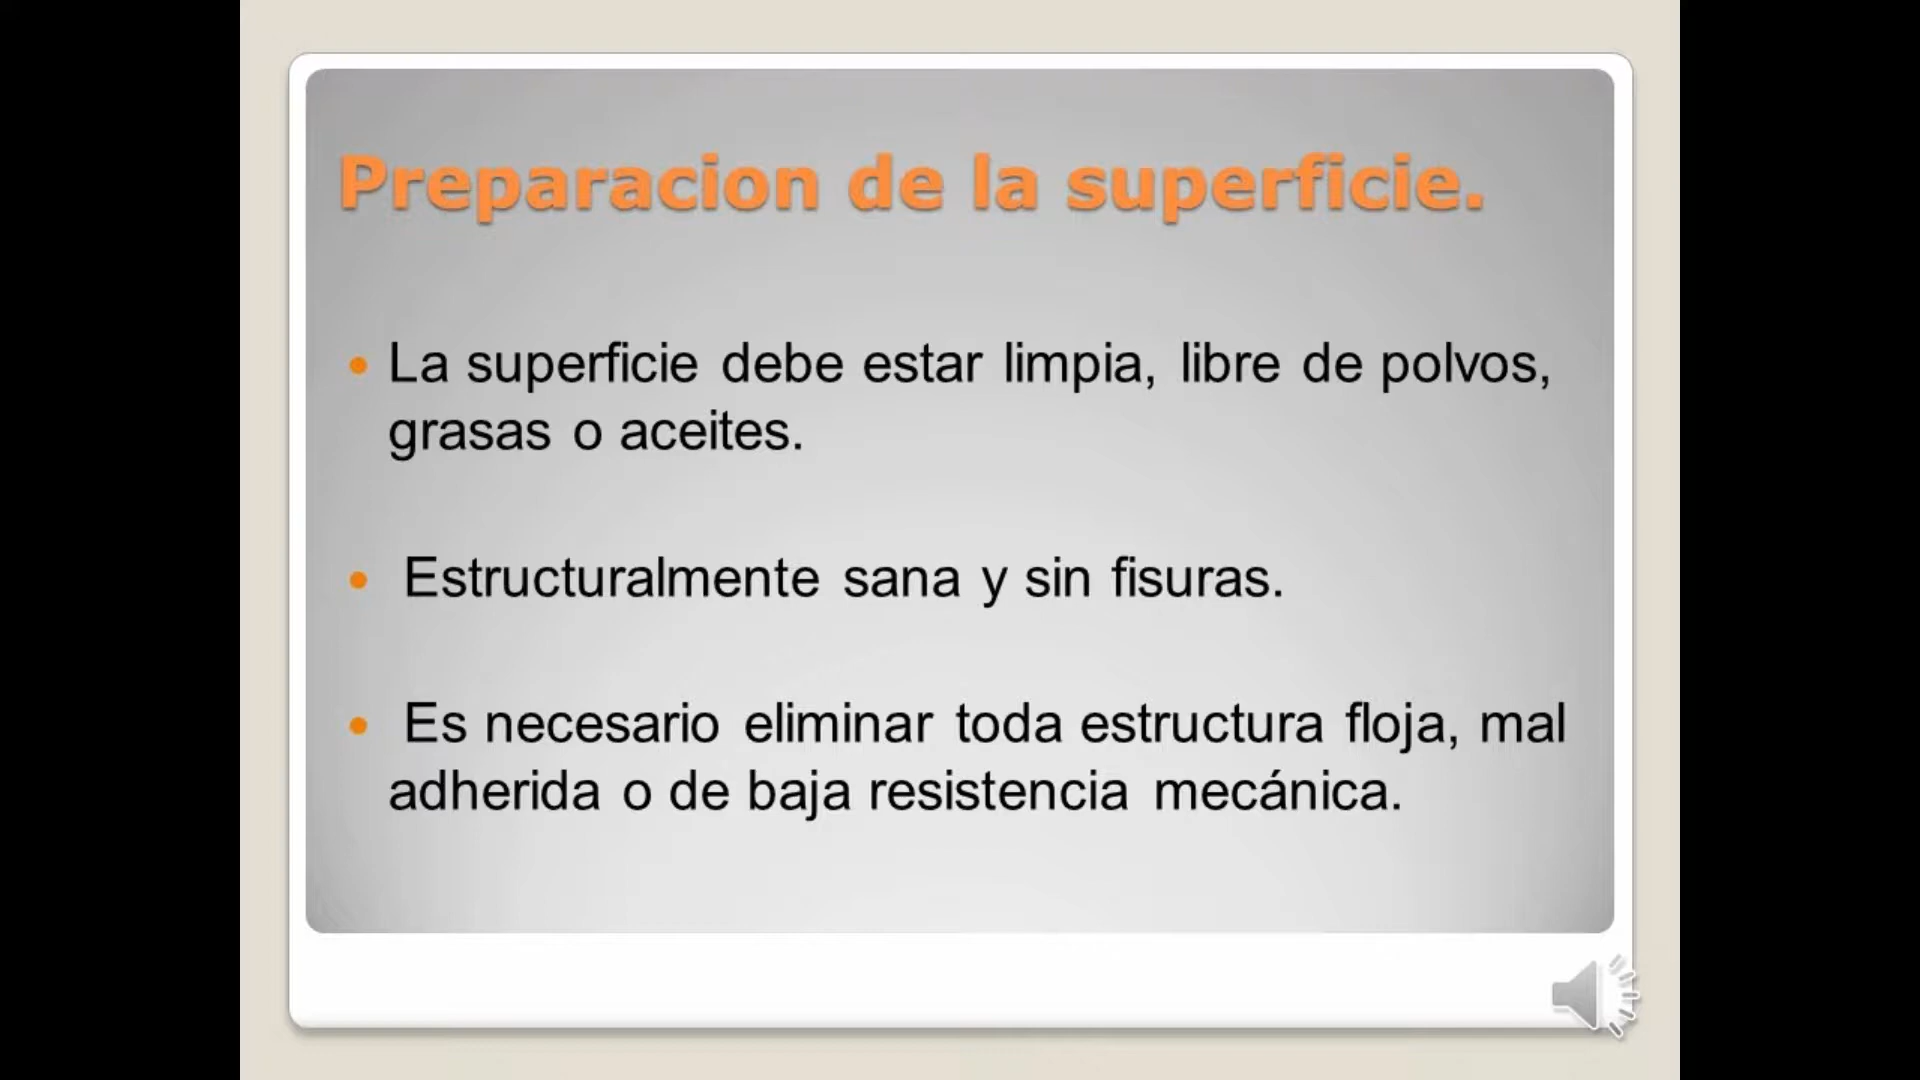 Preparacion de la superficie.
La superficie debe estar limpia, libre de polvos,
grasas o aceites.
Estructuralmente sana y sin fisuras.
Es necesario eliminar toda estructura floja, mal
adherida o de baja resistencia mecánica.